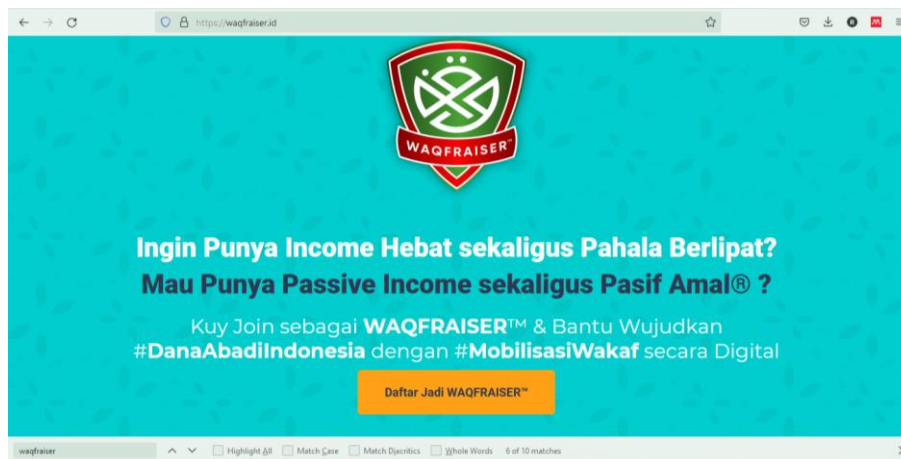 https://waqfraiser.id
WAQFRAISER™
Ingin Punya Income Hebat sekaligus Pahala Berlipat?
Mau Punya Passive Income sekaligus Pasif Amal® ?
Kuy Join sebagai WAQFRAISER™ & Bantu Wujudkan
#DanaAbadiIndonesia dengan #MobilisasiWakaf secara Digital
Daftar Jadi WAQFRAISER™
waqfraiser Highlight All Match Case Match Diacritics Whole Words 6 of 10 matches